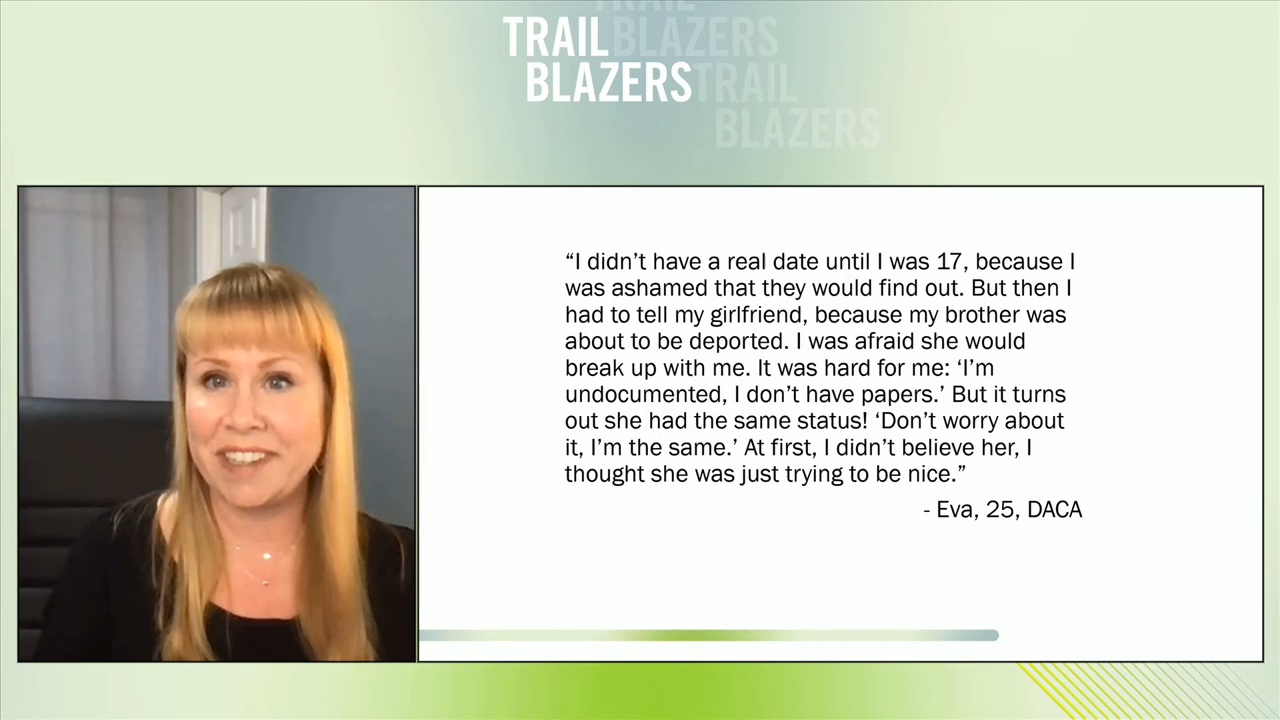 TRAIL
TRAIL BLAZERS
BLAZERS TRAIL
BLAZERS
“I didn’t have a real date until I was 17, because I
was ashamed that they would find out. But then I
had to tell my girlfriend, because my brother was
about to be deported. I was afraid she would
break up with me. It was hard for me: ‘I’m
undocumented, I don’t have papers.’ But it turns
out she had the same status! ‘Don’t worry about
it, I’m the same.’ At first, I didn’t believe her, I
thought she was just trying to be nice.”
- Eva, 25, DACA